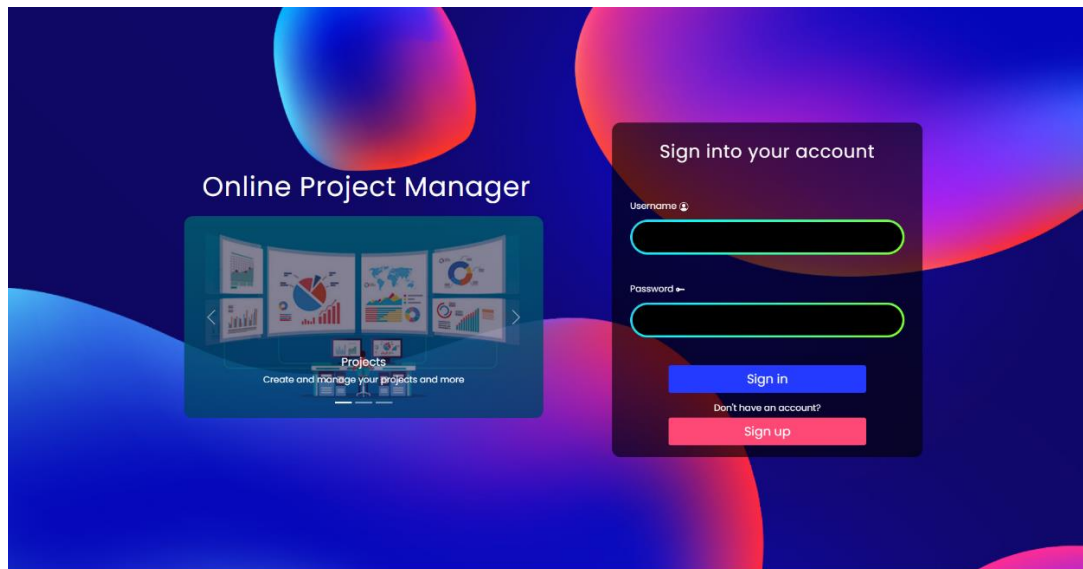 Online Project Manager
Projects
Create and manage your projects and more
Sign into your account
Username
Password
Sign in
Don't have an account?
Sign up